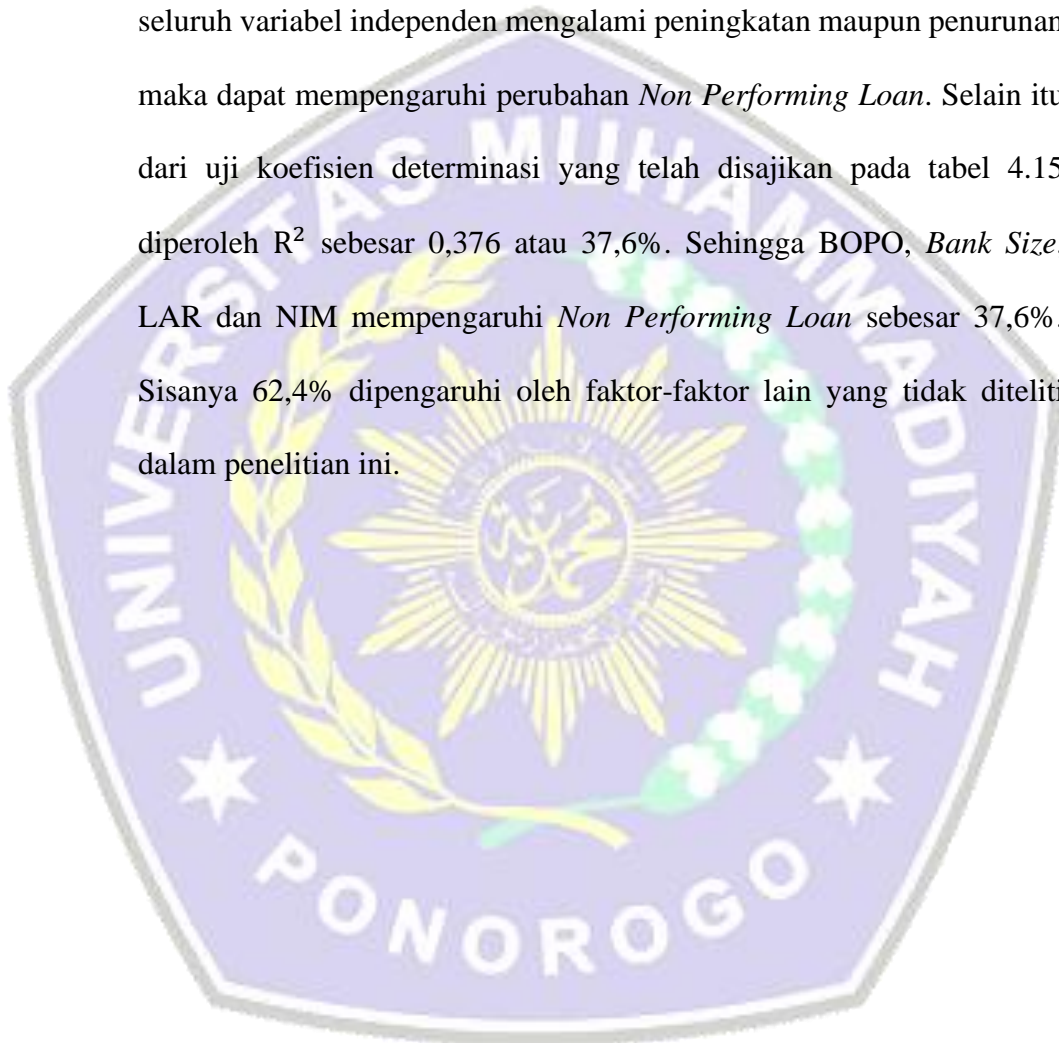 seluruh variabel independen mengalami peningkatan maupun penurunan
maka dapat mempengaruhi perubahan Non Performing Loan. Selain itu
dari uji koefisien determinasi yang telah disajikan pada tabel 4.15
diperoleh R² sebesar 0,376 atau 37,6%. Sehingga BOPO, Bank Size.
LAR dan NIM mempengaruhi Non Performing Loan sebesar 37,6%.
Sisanya 62,4% dipengaruhi oleh faktor-faktor lain yang tidak diteliti
dalam penelitian ini.
UNIVERSITAS MUHAMMADIYAH
PONOROGO
محمد